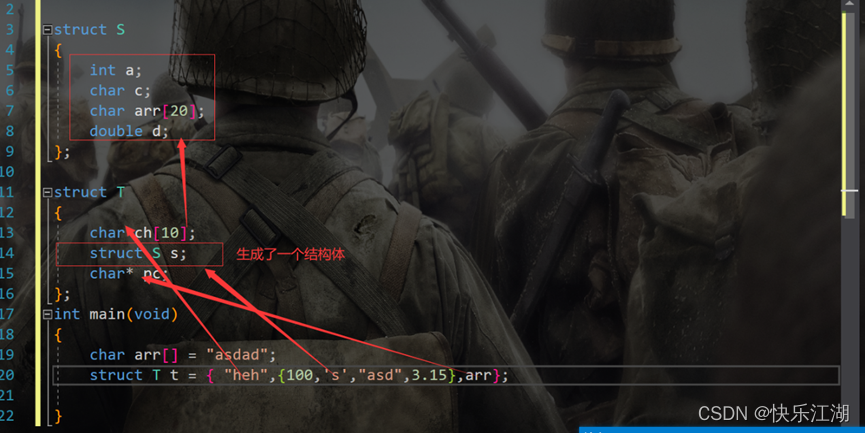 2
3 struct S
4 {
5 int a;
6 char c;
7 char arr[20];
8 double d;
9 };
10
11 struct T
12 {
13 char ch[10];
14 struct S s; 生成了一个结构体
15 char* pc;
16 };
17 int main(void)
18 {
19 char arr[] = "asdad";
20 struct T t = { "heh",{100,'s',"asd",3.15},arr};
21
22 }
CSDN @快乐江湖